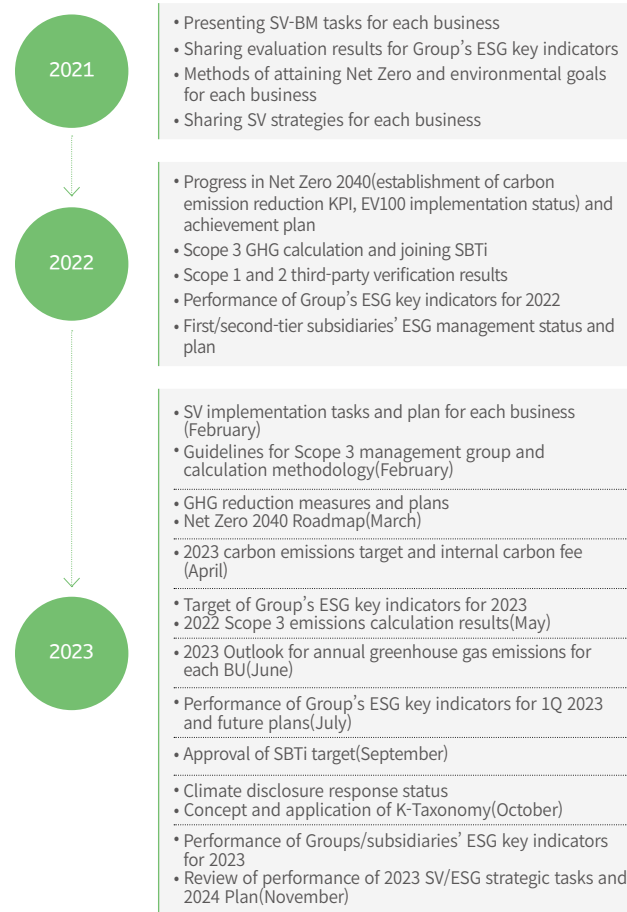 2021
• Presenting SV-BM tasks for each business
• Sharing evaluation results for Group’s ESG key indicators
• Methods of attaining Net Zero and environmental goals
for each business
• Sharing SV strategies for each business
2022
• Progress in Net Zero 2040(establishment of carbon
emission reduction KPI, EV100 implementation status) and
achievement plan
• Scope 3 GHG calculation and joining SBTi
• Scope 1 and 2 third-party verification results
• Performance of Group’s ESG key indicators for 2022
• First/second-tier subsidiaries’ ESG management status and
plan
2023
• SV implementation tasks and plan for each business
(February)
• Guidelines for Scope 3 management group and
calculation methodology(February)
• GHG reduction measures and plans
• Net Zero 2040 Roadmap(March)
• 2023 carbon emissions target and internal carbon fee
(April)
• Target of Group’s ESG key indicators for 2023
• 2022 Scope 3 emissions calculation results(May)
• 2023 Outlook for annual greenhouse gas emissions for
each BU(June)
• Performance of Group’s ESG key indicators for 1Q 2023
and future plans(July)
• Approval of SBTi target(September)
• Climate disclosure response status
• Concept and application of K-Taxonomy(October)
• Performance of Groups/subsidiaries’ ESG key indicators
for 2023
• Review of performance of 2023 SV/ESG strategic tasks and
2024 Plan(November)